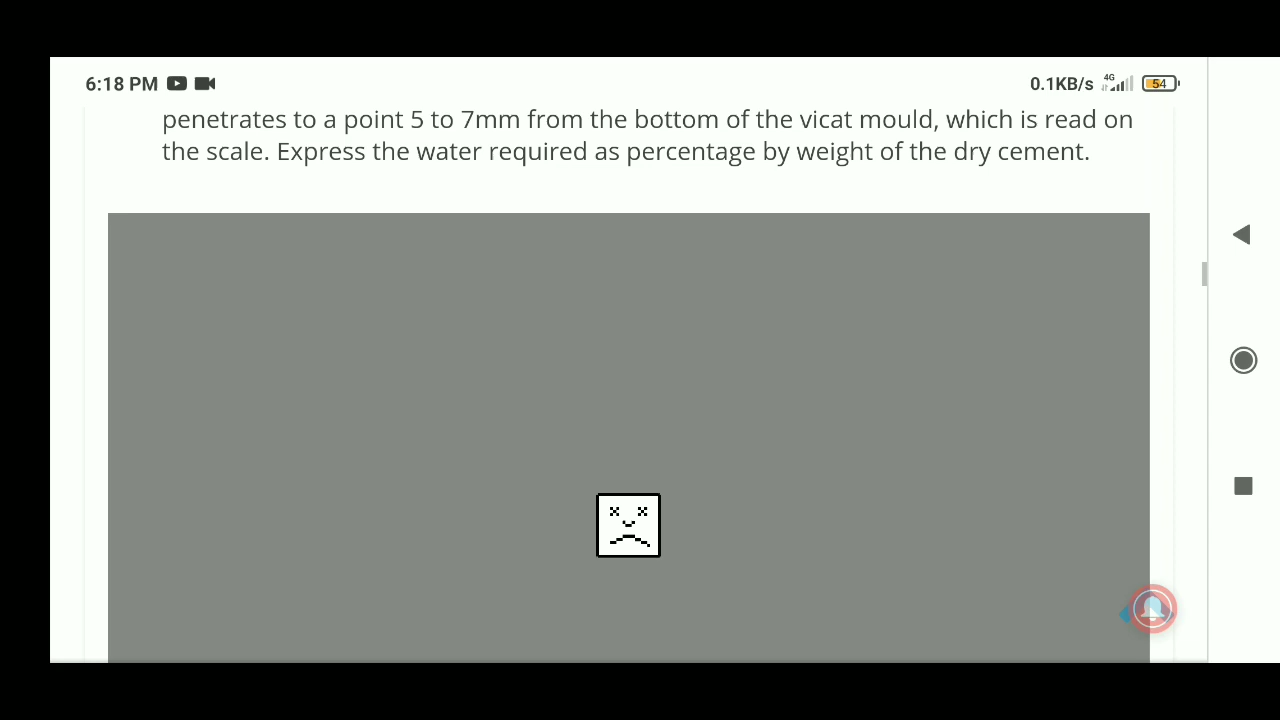 6:18 PM
0.1KB/s 4G 54
penetrates to a point 5 to 7mm from the bottom of the vicat mould, which is read on
the scale. Express the water required as percentage by weight of the dry cement.